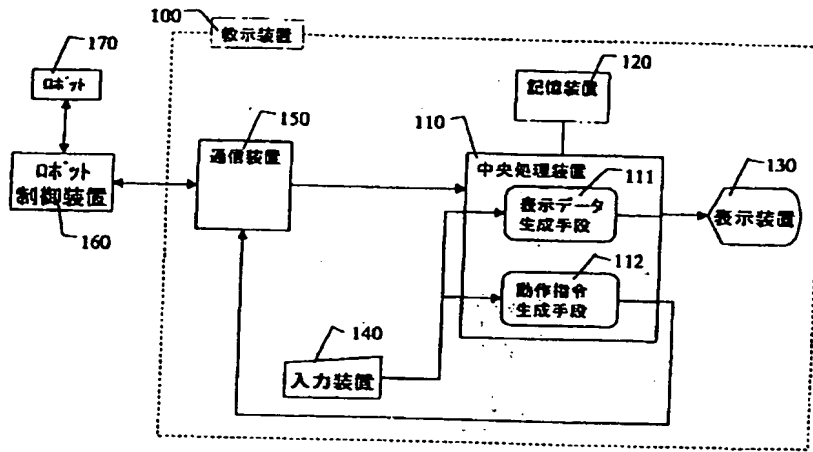 100
教示装置
170
ロボット
ロボット
制御装置
160
150
通信装置
120
記憶装置
110
中央処理装置
111
表示データ
生成手段
112
動作指令
生成手段
130
表示装置
140
入力装置